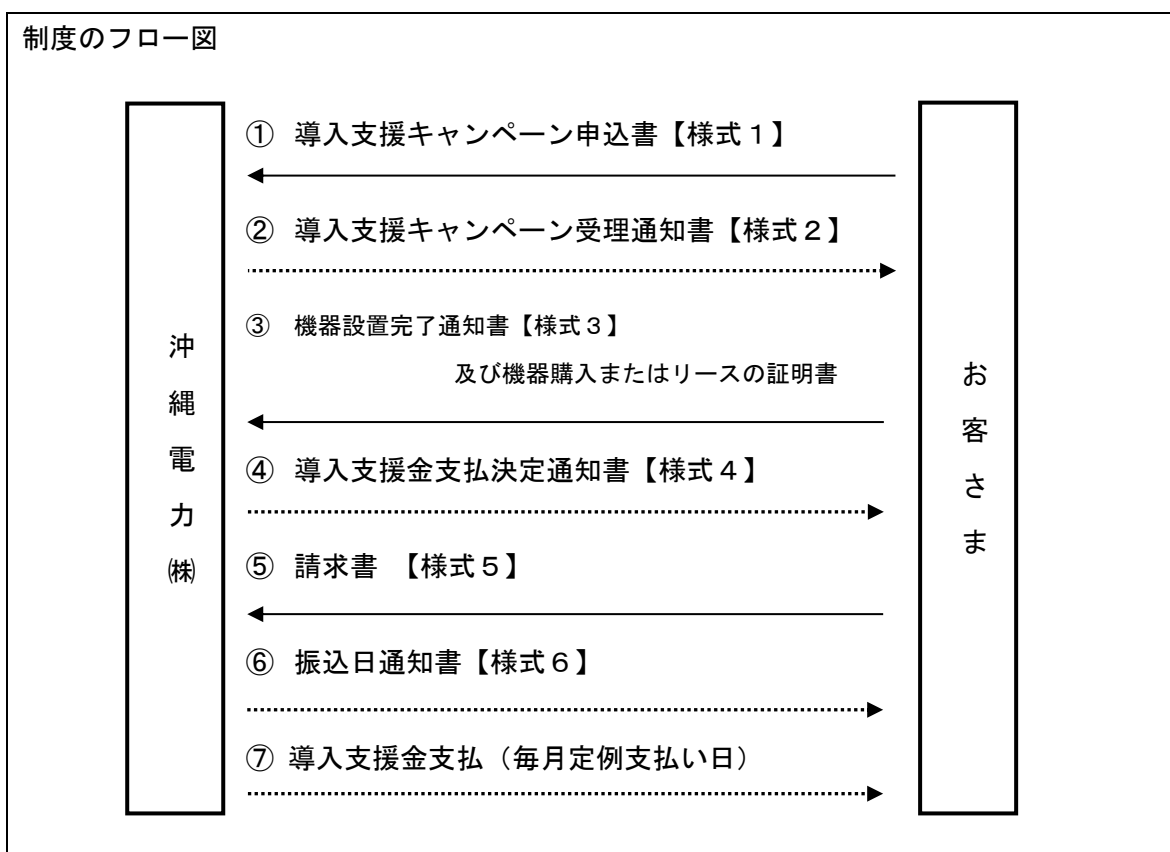 制度のフロー図
① 導入支援キャンペーン申込書【様式１】
② 導入支援キャンペーン受理通知書【様式２】
③ 機器設置完了通知書【様式３】
及び機器購入またはリースの証明書
④ 導入支援金支払決定通知書【様式４】
⑤ 請求書 【様式５】
⑥ 振込日通知書【様式６】
⑦ 導入支援金支払（毎月定例支払い日）
沖縄電力㈱
お客さま